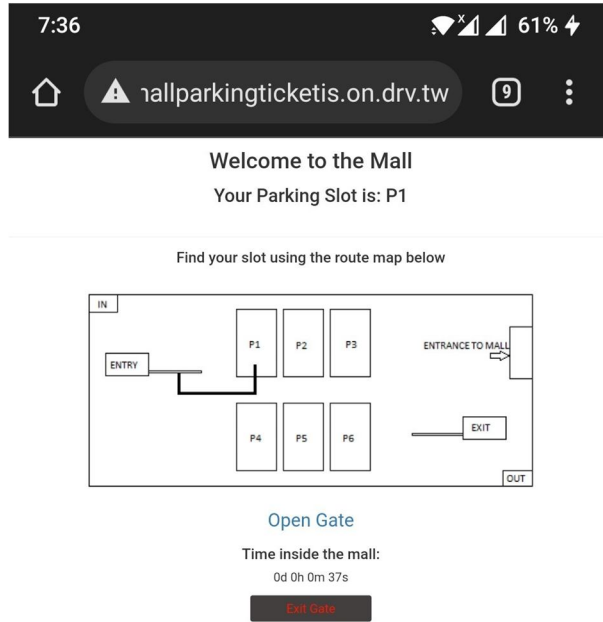 7:36
x
61%
nallparkingticketis.on.drv.tw
9
Welcome to the Mall
Your Parking Slot is: P1
Find your slot using the route map below
IN
P1 P2 P3
ENTRANCE TO MALL
ENTRY
P4 P5 P6
EXIT
OUT
Open Gate
Time inside the mall:
0d 0h 0m 37s
Exit Gate